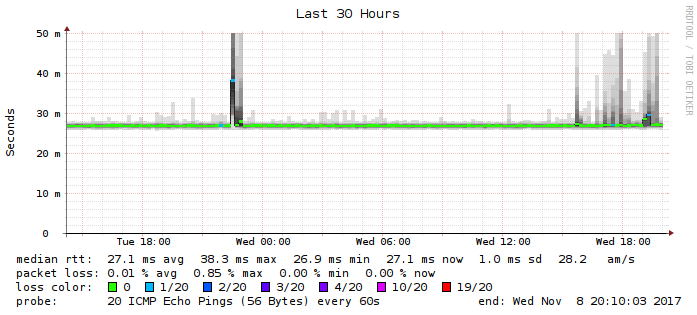 Last 30 Hours
RRDTOOL / TOBI OETIKER
Seconds
50 m
40 m
30 m
20 m
10 m
0
Tue 18:00 Wed 00:00 Wed 06:00 Wed 12:00 Wed 18:00
median rtt: 27.1 ms avg 38.3 ms max 26.9 ms min 27.1 ms now 1.0 ms sd 28.2 am/s
packet loss: 0.01 % avg 0.85 % max 0.00 % min 0.00 % now
loss color: 0 1/20 2/20 3/20 4/20 10/20 19/20
probe: 20 ICMP Echo Pings (56 Bytes) every 60s end: Wed Nov 8 20:10:03 2017